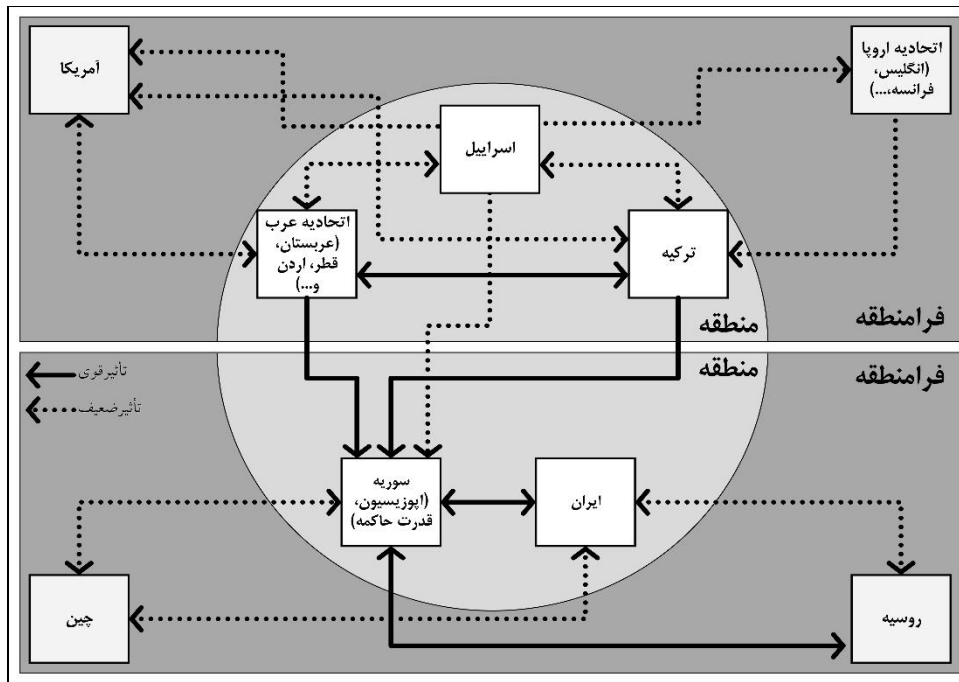 آمریکا
اتحادیه اروپا
(انگلیس،
فرانسه،...)
اسراییل
اتحادیه عرب
(عربستان،
قطر، اردن
و...)
ترکیه
منطقه
فرامنطقه
منطقه
فرامنطقه
تأثیرقوی
تأثیرضعیف
سوریه
(اپوزیسیون،
قدرت حاکمه)
ایران
چین
روسیه